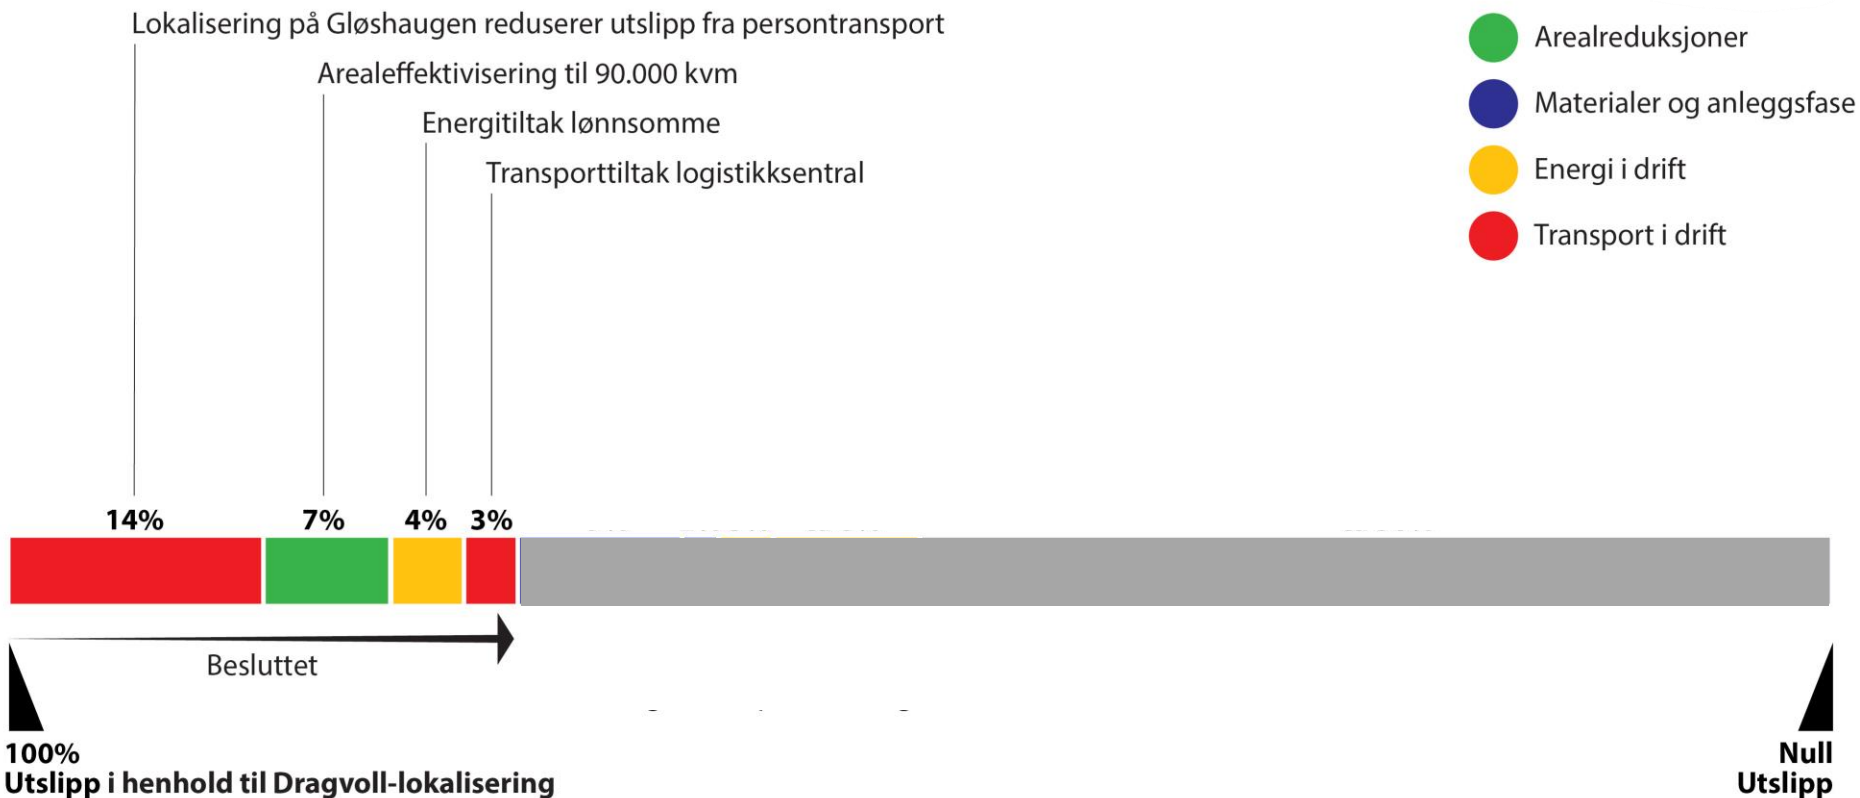 Lokalisering på Gløshaugen reduserer utslipp fra persontransport
Arealeffektivisering til 90.000 kvm
Energitiltak lønnsomme
Transporttiltak logistikksentral
Arealreduksjoner
Materialer og anleggsfase
Energi i drift
Transport i drift
14% 7% 4% 3%
Besluttet
100%
Utslipp i henhold til Dragvoll-lokalisering
Null
Utslipp